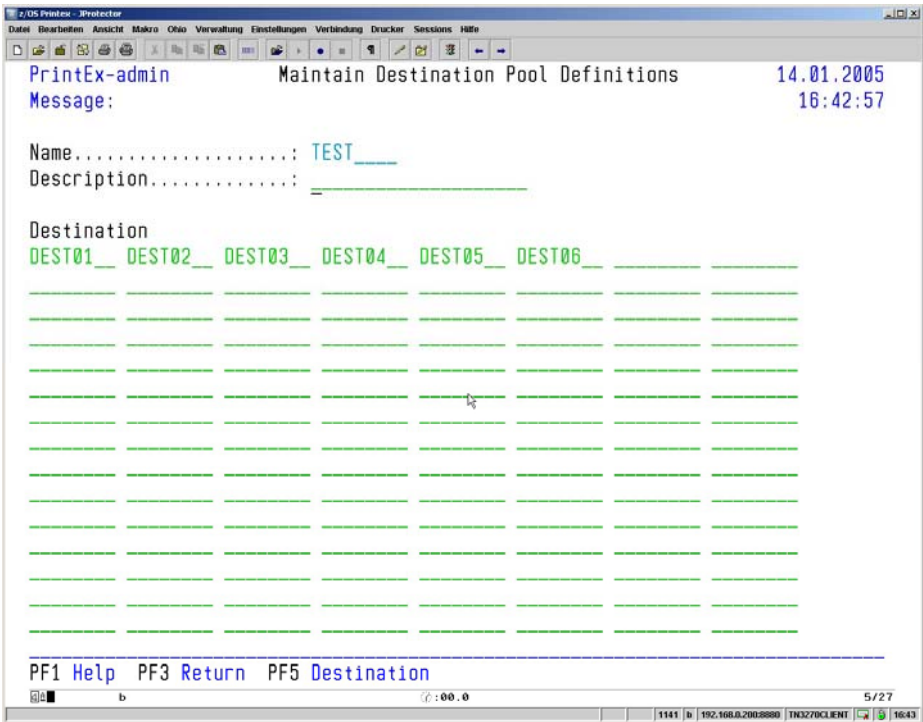 z/OS Printex - JProtector
Datei Bearbeiten Ansicht Makro Ohio Verwaltung Einstellungen Verbindung Drucker Sessions Hilfe
PrintEx-admin Maintain Destination Pool Definitions 14.01.2005
Message: 16:42:57
Name....................: TEST____
Description.............: ____________________
Destination
DEST01__ DEST02__ DEST03__ DEST04__ DEST05__ DEST06__ ________ ________
PF1 Help PF3 Return PF5 Destination
b :00.0 5/27
1141 b 192.168.0.200:8880 TN3270CLIENT 16:43